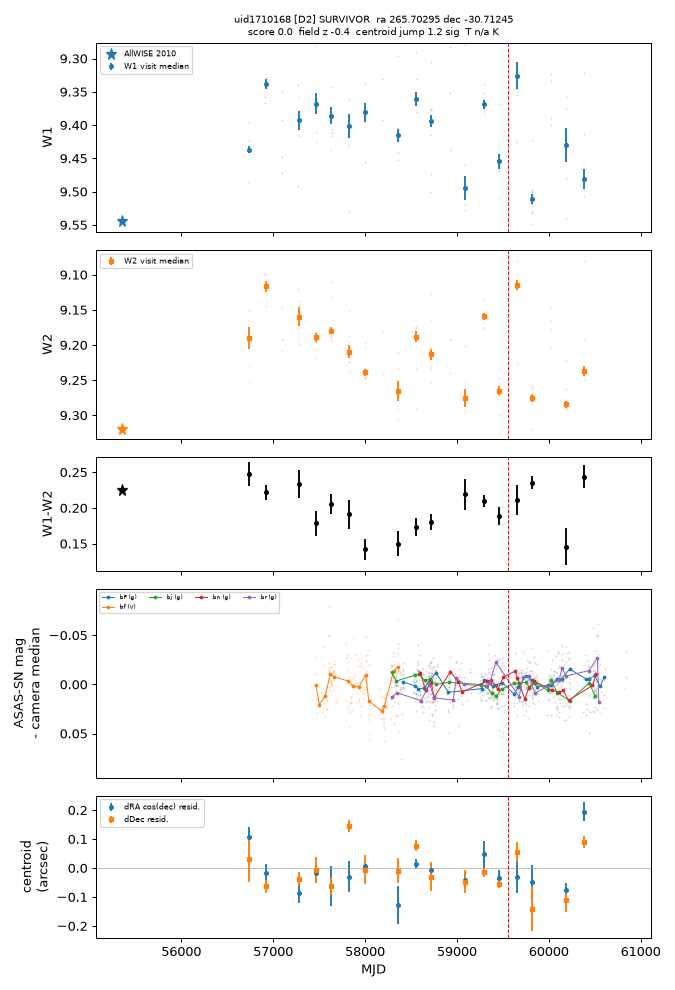 uid1710168 [D2] SURVIVOR ra 265.70295 dec -30.71245
score 0.0 field z -0.4 centroid jump 1.2 sig T n/a K
AllWISE 2010
W1 visit median
W1
9.30
9.35
9.40
9.45
9.50
9.55
W2 visit median
W2
9.10
9.15
9.20
9.25
9.30
W1-W2
0.25
0.20
0.15
bF (g)
bj (g)
bn (g)
br (g)
bf (V)
ASAS-SN mag
- camera median
−0.05
0.00
0.05
dRA cos(dec) resid.
dDec resid.
centroid
(arcsec)
0.2
0.1
0.0
−0.1
−0.2
56000
57000
58000
59000
60000
61000
MJD